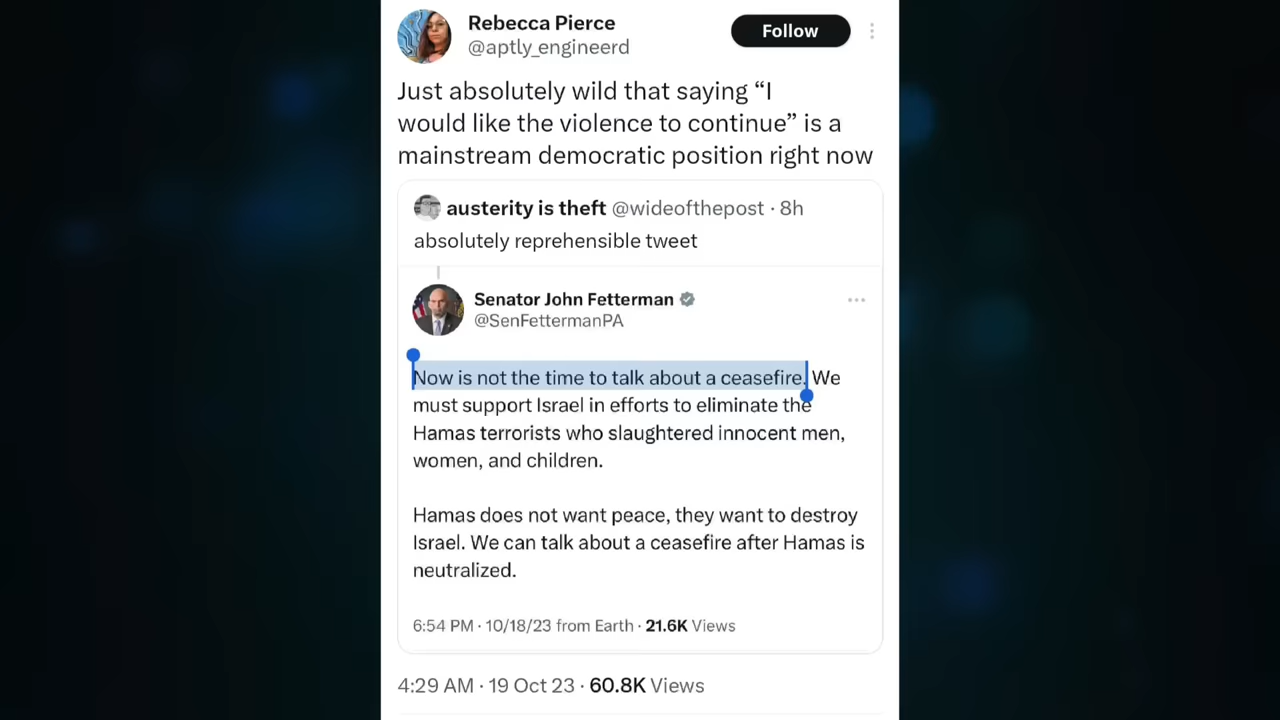 Rebecca Pierce
Follow
@aptly_engineerd
Just absolutely wild that saying “I
would like the violence to continue” is a
mainstream democratic position right now
austerity is theft @wideofthepost · 8h
absolutely reprehensible tweet
Senator John Fetterman
@SenFettermanPA
Now is not the time to talk about a ceasefire. We
must support Israel in efforts to eliminate the
Hamas terrorists who slaughtered innocent men,
women, and children.
Hamas does not want peace, they want to destroy
Israel. We can talk about a ceasefire after Hamas is
neutralized.
6:54 PM · 10/18/23 from Earth · 21.6K Views
4:29 AM · 19 Oct 23 · 60.8K Views